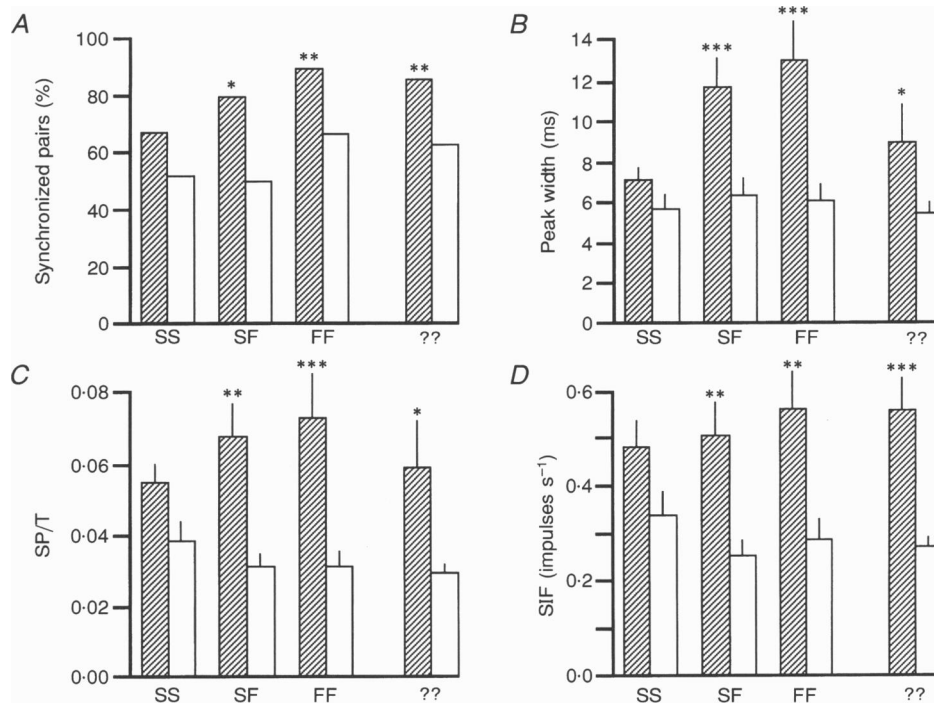 A
Synchronized pairs (%)
100
80
60
40
20
0
* ** **
SS SF FF ??
B
Peak width (ms)
14
12
10
8
6
4
2
0
*** *** *
SS SF FF ??
C
SP/T
0·08
0·06
0·04
0·02
0·00
** *** *
SS SF FF ??
D
SIF (impulses s⁻¹)
0·6
0·4
0·2
0·0
** ** ***
SS SF FF ??